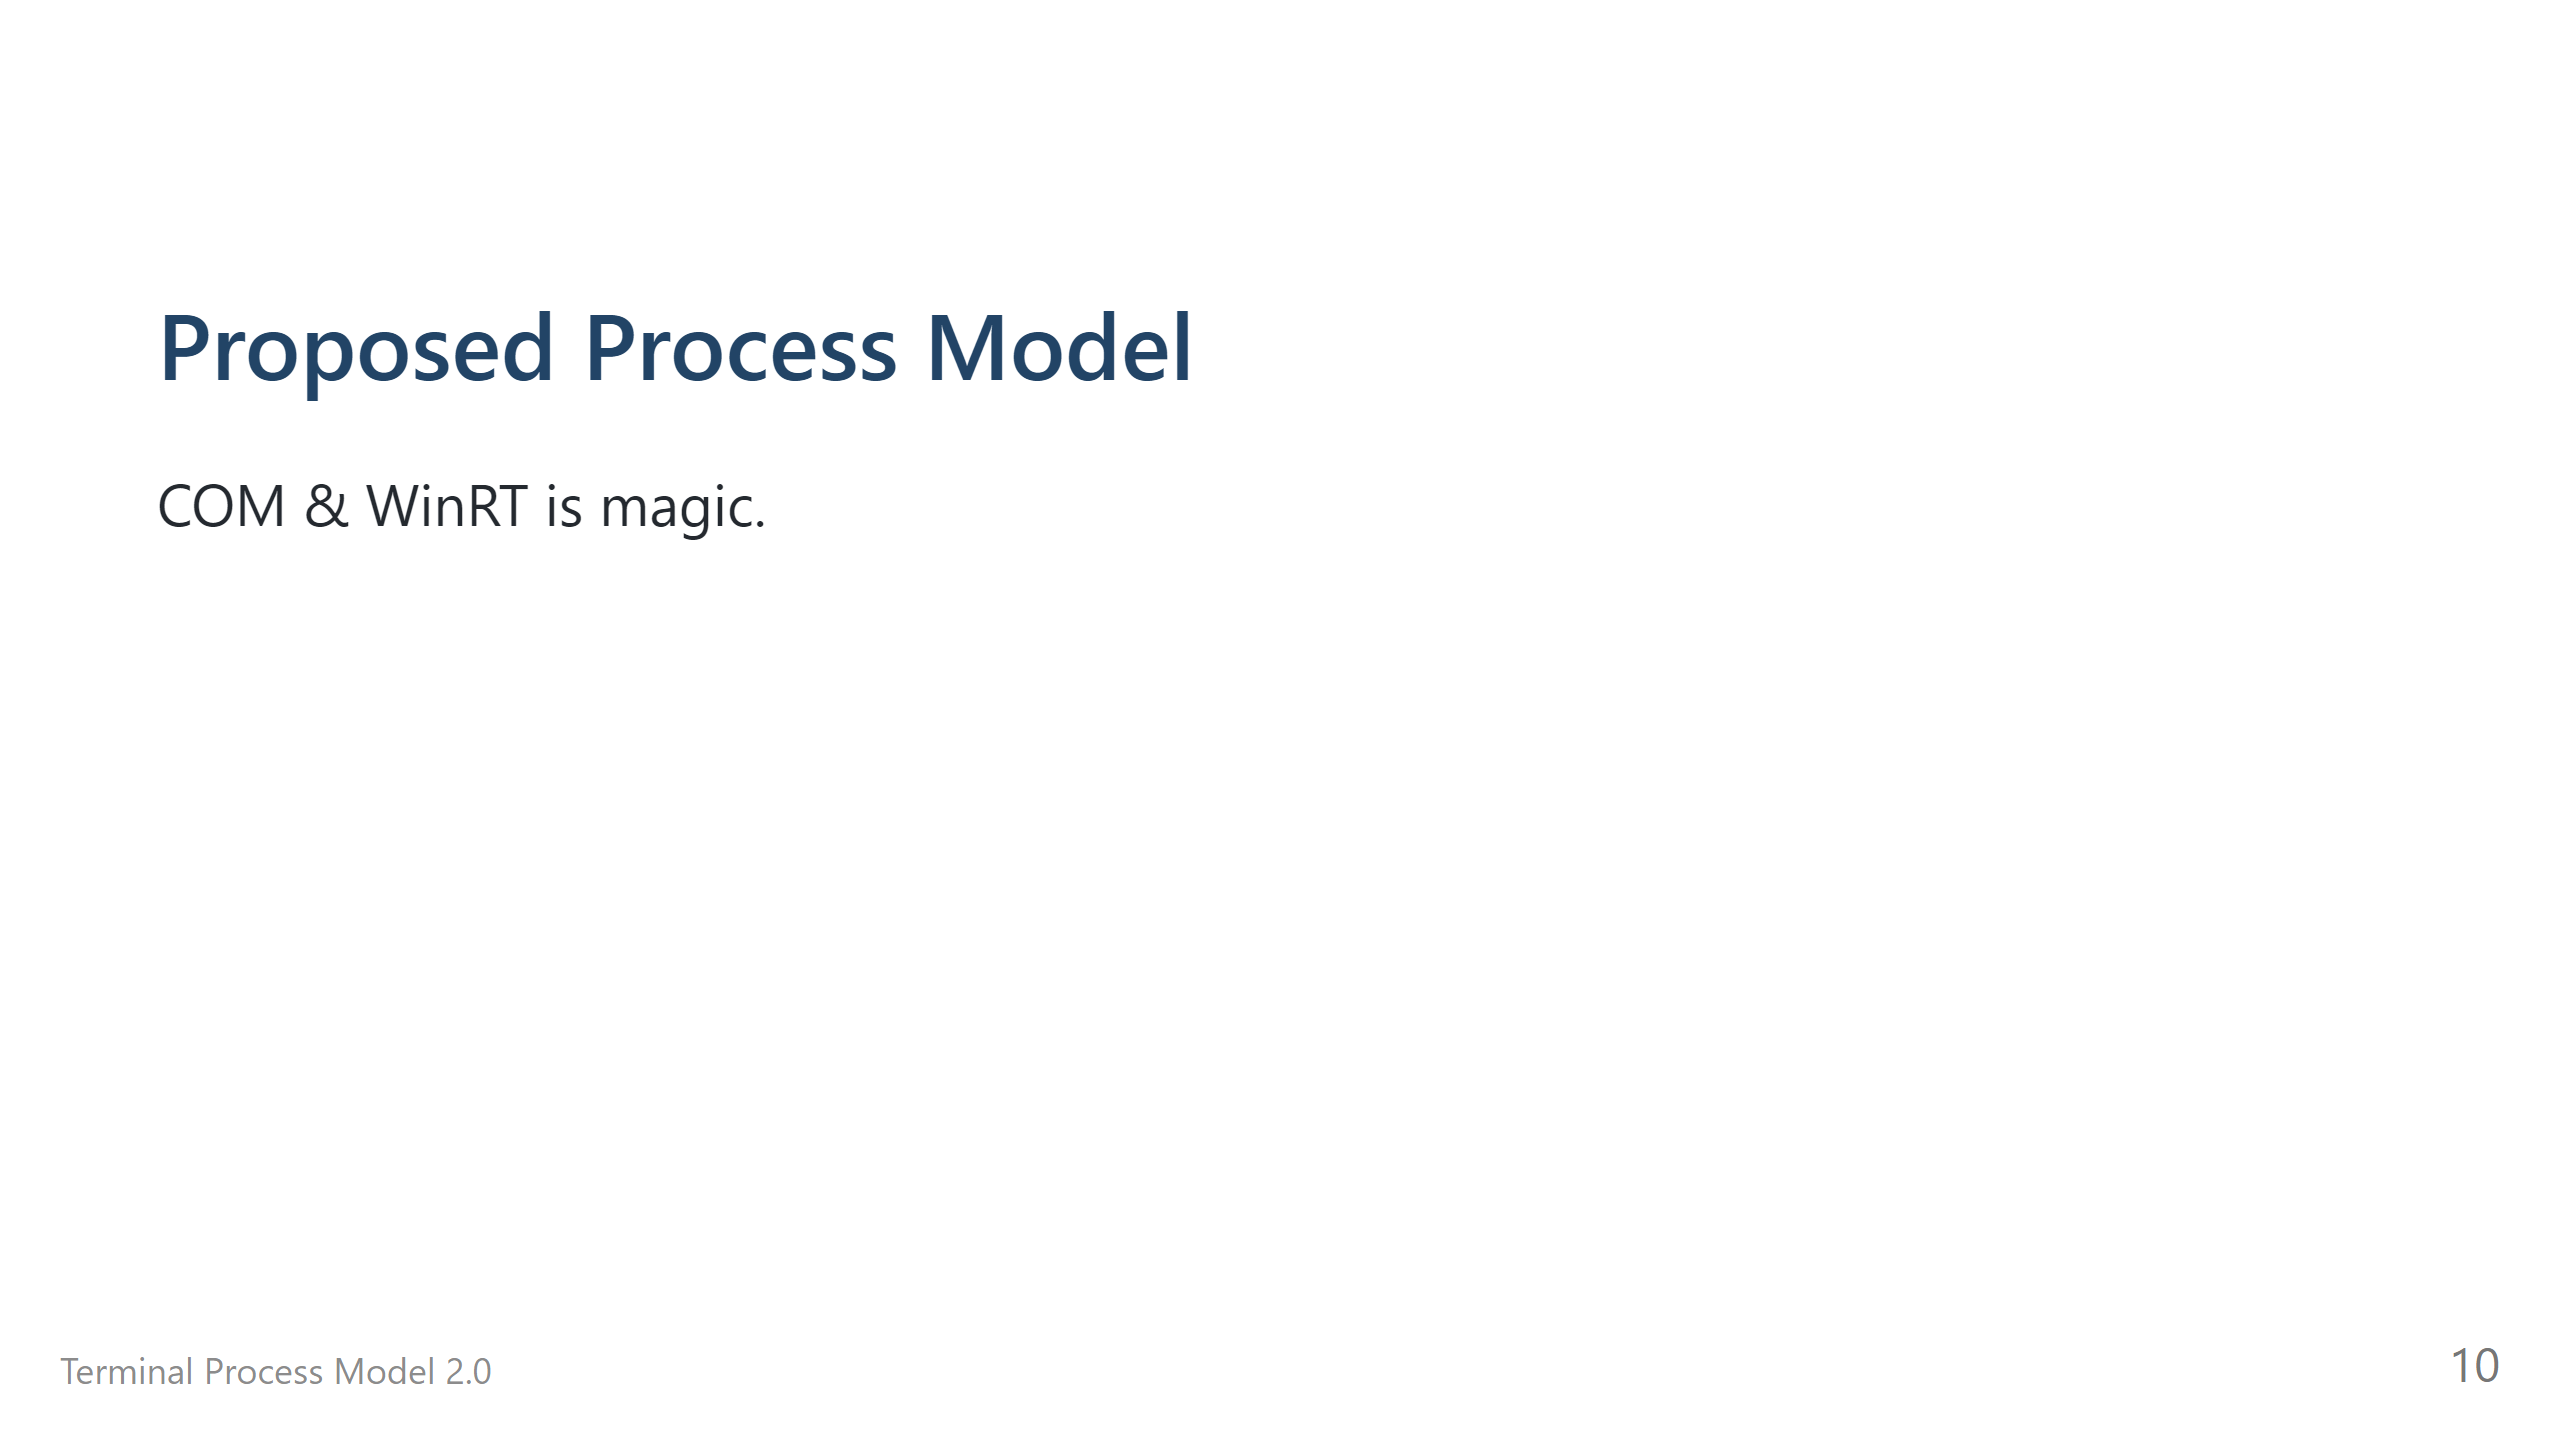 Proposed Process Model
COM & WinRT is magic.
Terminal Process Model 2.0
10